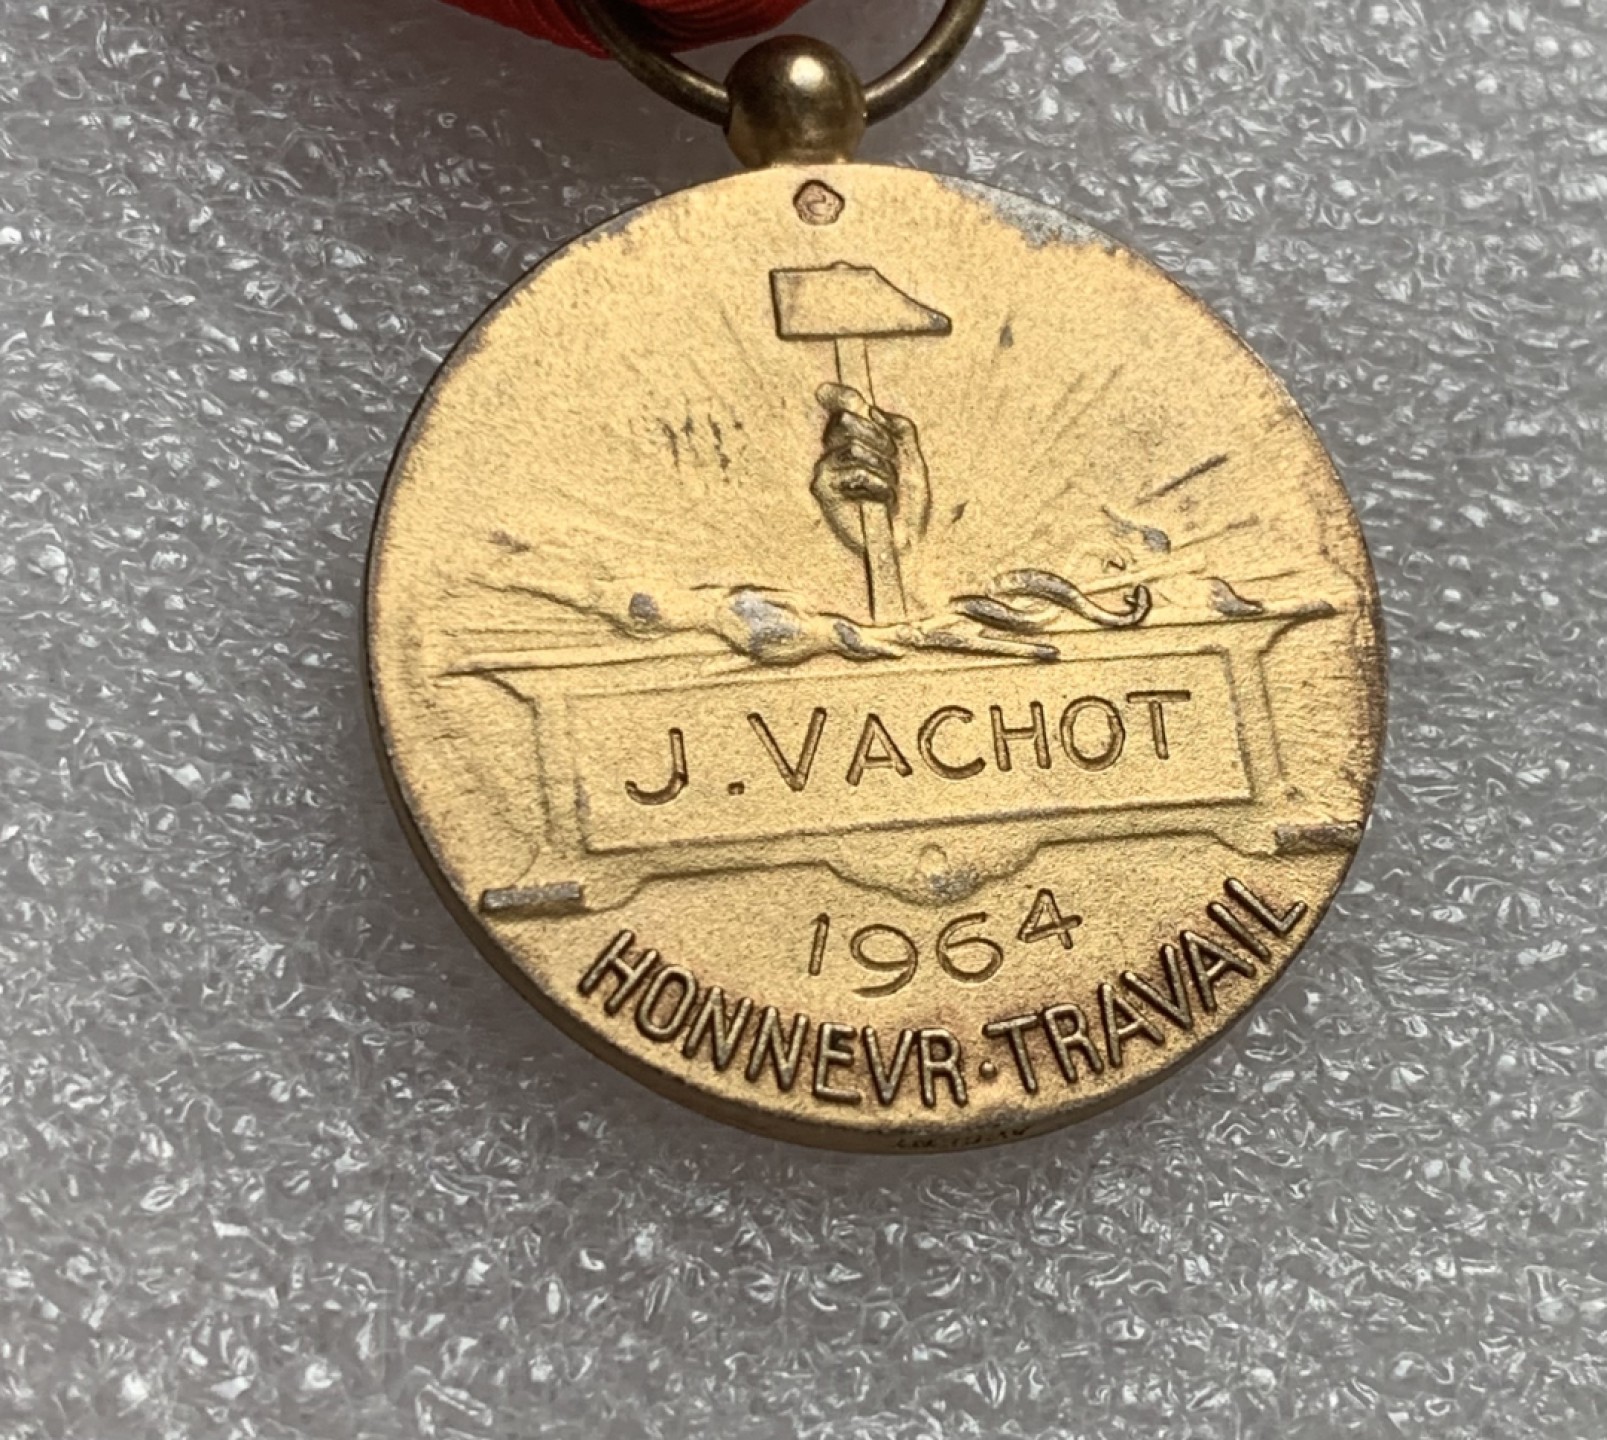 J. VACHOT
1964
HONNEVR·TRAVAIL